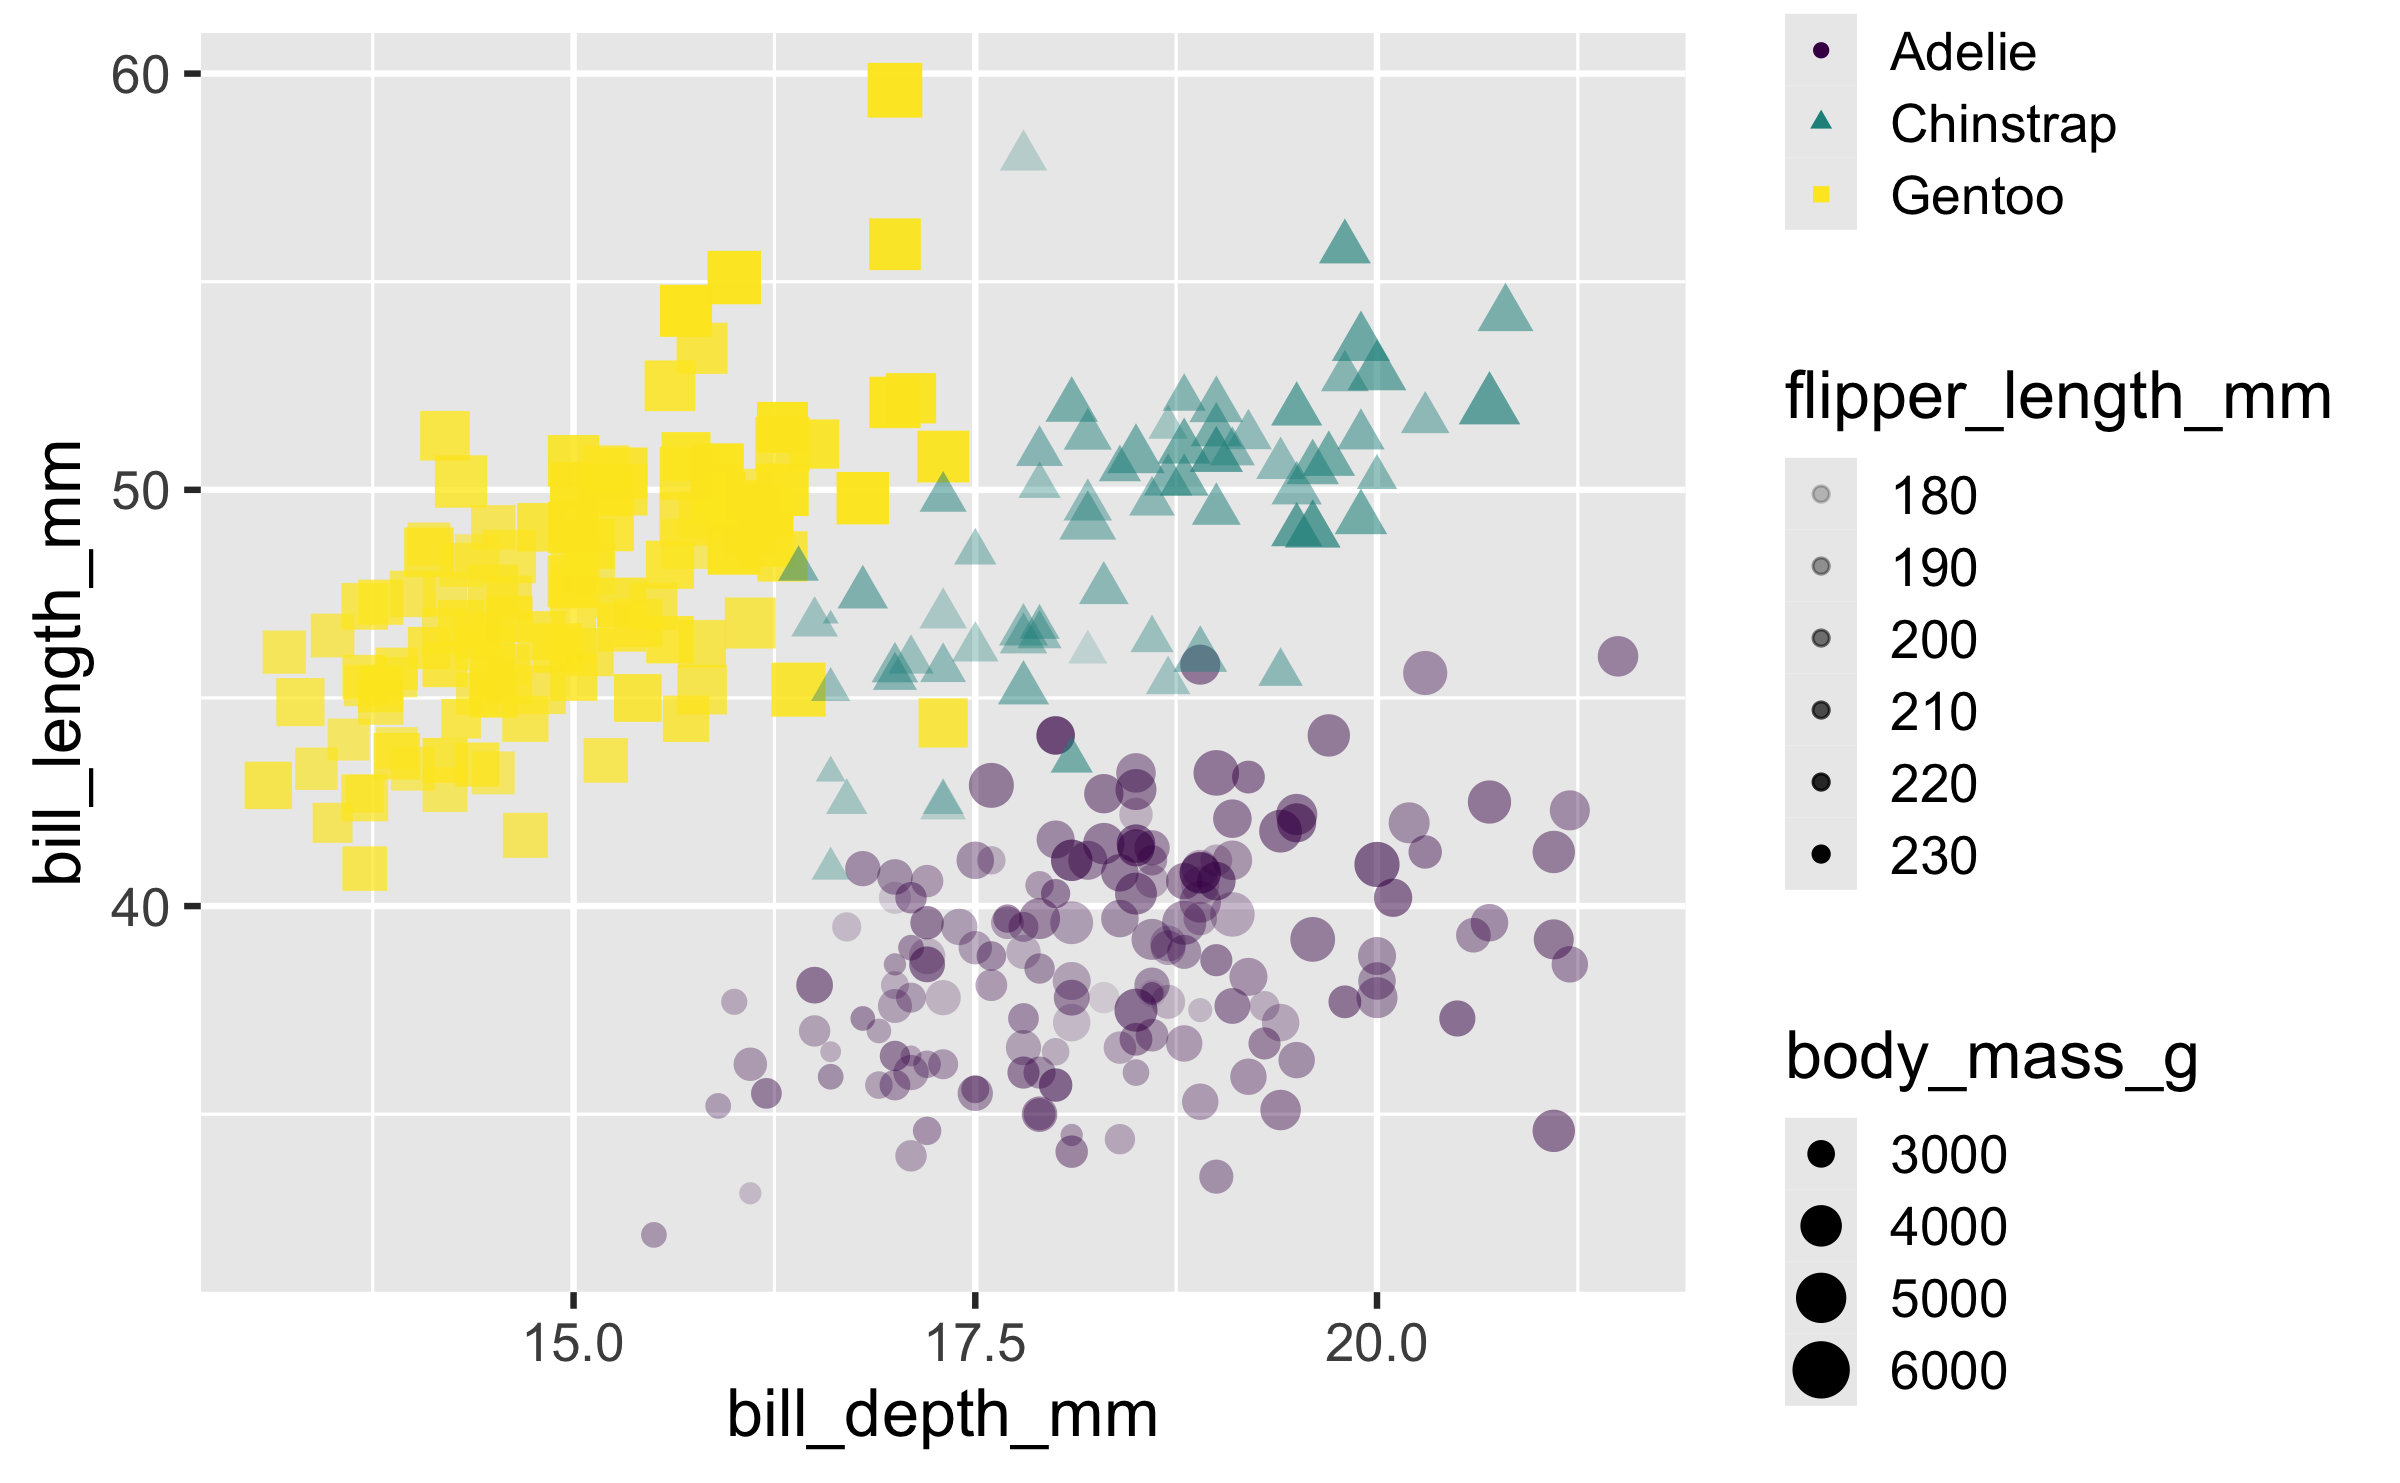 60
50
40
bill_length_mm
15.0
17.5
20.0
bill_depth_mm
Adelie
Chinstrap
Gentoo
flipper_length_mm
180
190
200
210
220
230
body_mass_g
3000
4000
5000
6000